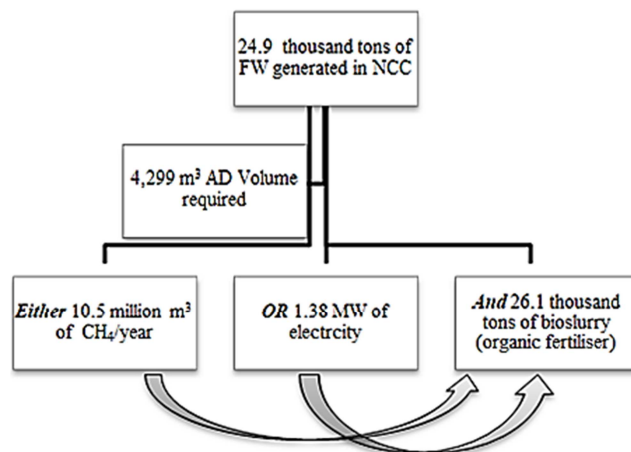 24.9 thousand tons of
FW generated in NCC
4,299 m³ AD Volume
required
Either 10.5 million m³
of CH₄/year
OR 1.38 MW of
electrcity
And 26.1 thousand
tons of bioslurry
(organic fertiliser)